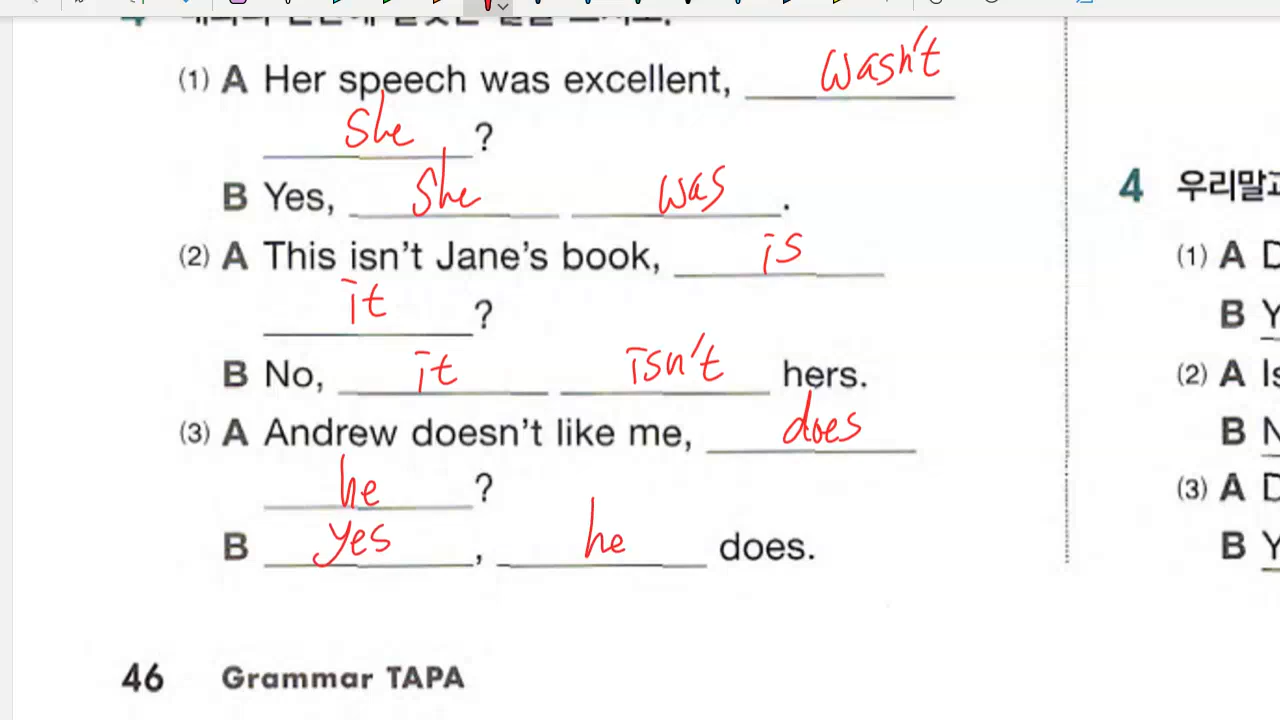 (1) A Her speech was excellent, wasn't
she ?
B Yes, she was .
(2) A This isn't Jane's book, is
it ?
B No, it isn't hers.
(3) A Andrew doesn't like me, does
he ?
B yes , he does.
46 Grammar TAPA
4 우리말과
(1) A D
B Y
(2) A Is
B N
(3) A D
B Y